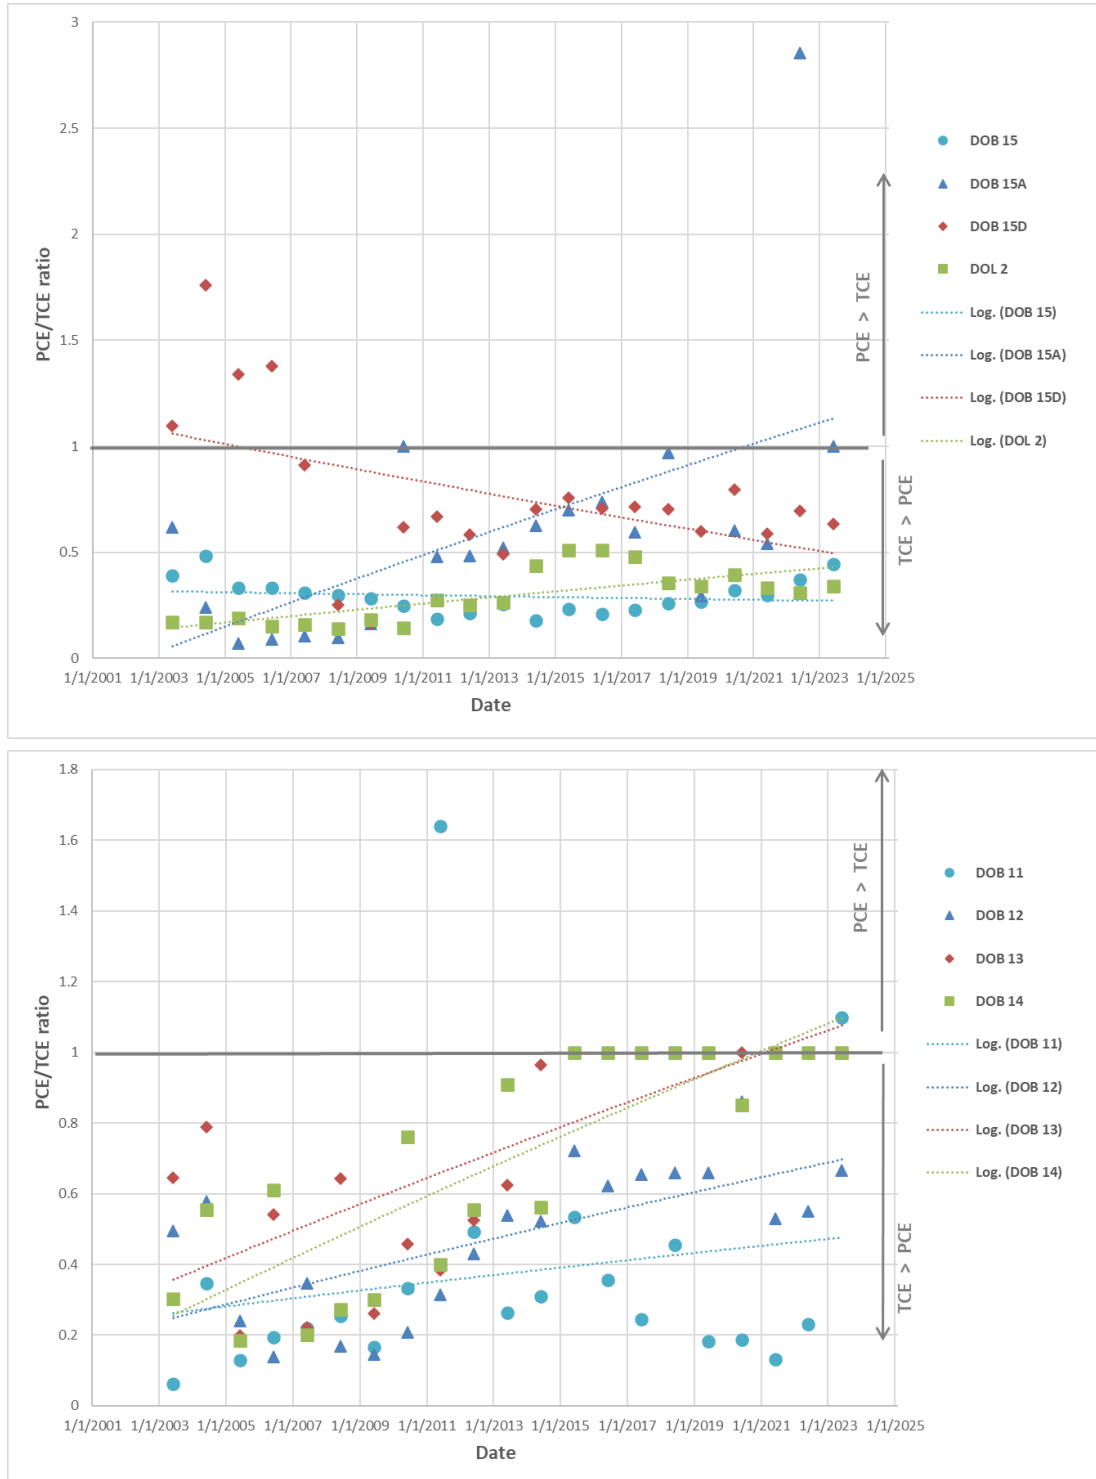 3
2.5
2
1.5
1
0.5
0
PCE/TCE ratio
1/1/2001 1/1/2003 1/1/2005 1/1/2007 1/1/2009 1/1/2011 1/1/2013 1/1/2015 1/1/2017 1/1/2019 1/1/2021 1/1/2023 1/1/2025
Date
PCE > TCE
TCE > PCE
DOB 15
DOB 15A
DOB 15D
DOL 2
Log. (DOB 15)
Log. (DOB 15A)
Log. (DOB 15D)
Log. (DOL 2)
1.8
1.6
1.4
1.2
1
0.8
0.6
0.4
0.2
0
PCE/TCE ratio
1/1/2001 1/1/2003 1/1/2005 1/1/2007 1/1/2009 1/1/2011 1/1/2013 1/1/2015 1/1/2017 1/1/2019 1/1/2021 1/1/2023 1/1/2025
Date
PCE > TCE
TCE > PCE
DOB 11
DOB 12
DOB 13
DOB 14
Log. (DOB 11)
Log. (DOB 12)
Log. (DOB 13)
Log. (DOB 14)